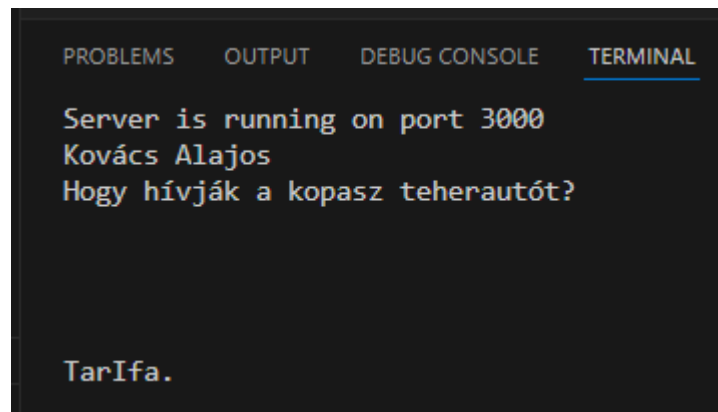 PROBLEMS OUTPUT DEBUG CONSOLE TERMINAL
Server is running on port 3000
Kovács Alajos
Hogy hívják a kopasz teherautót?
TarIfa.